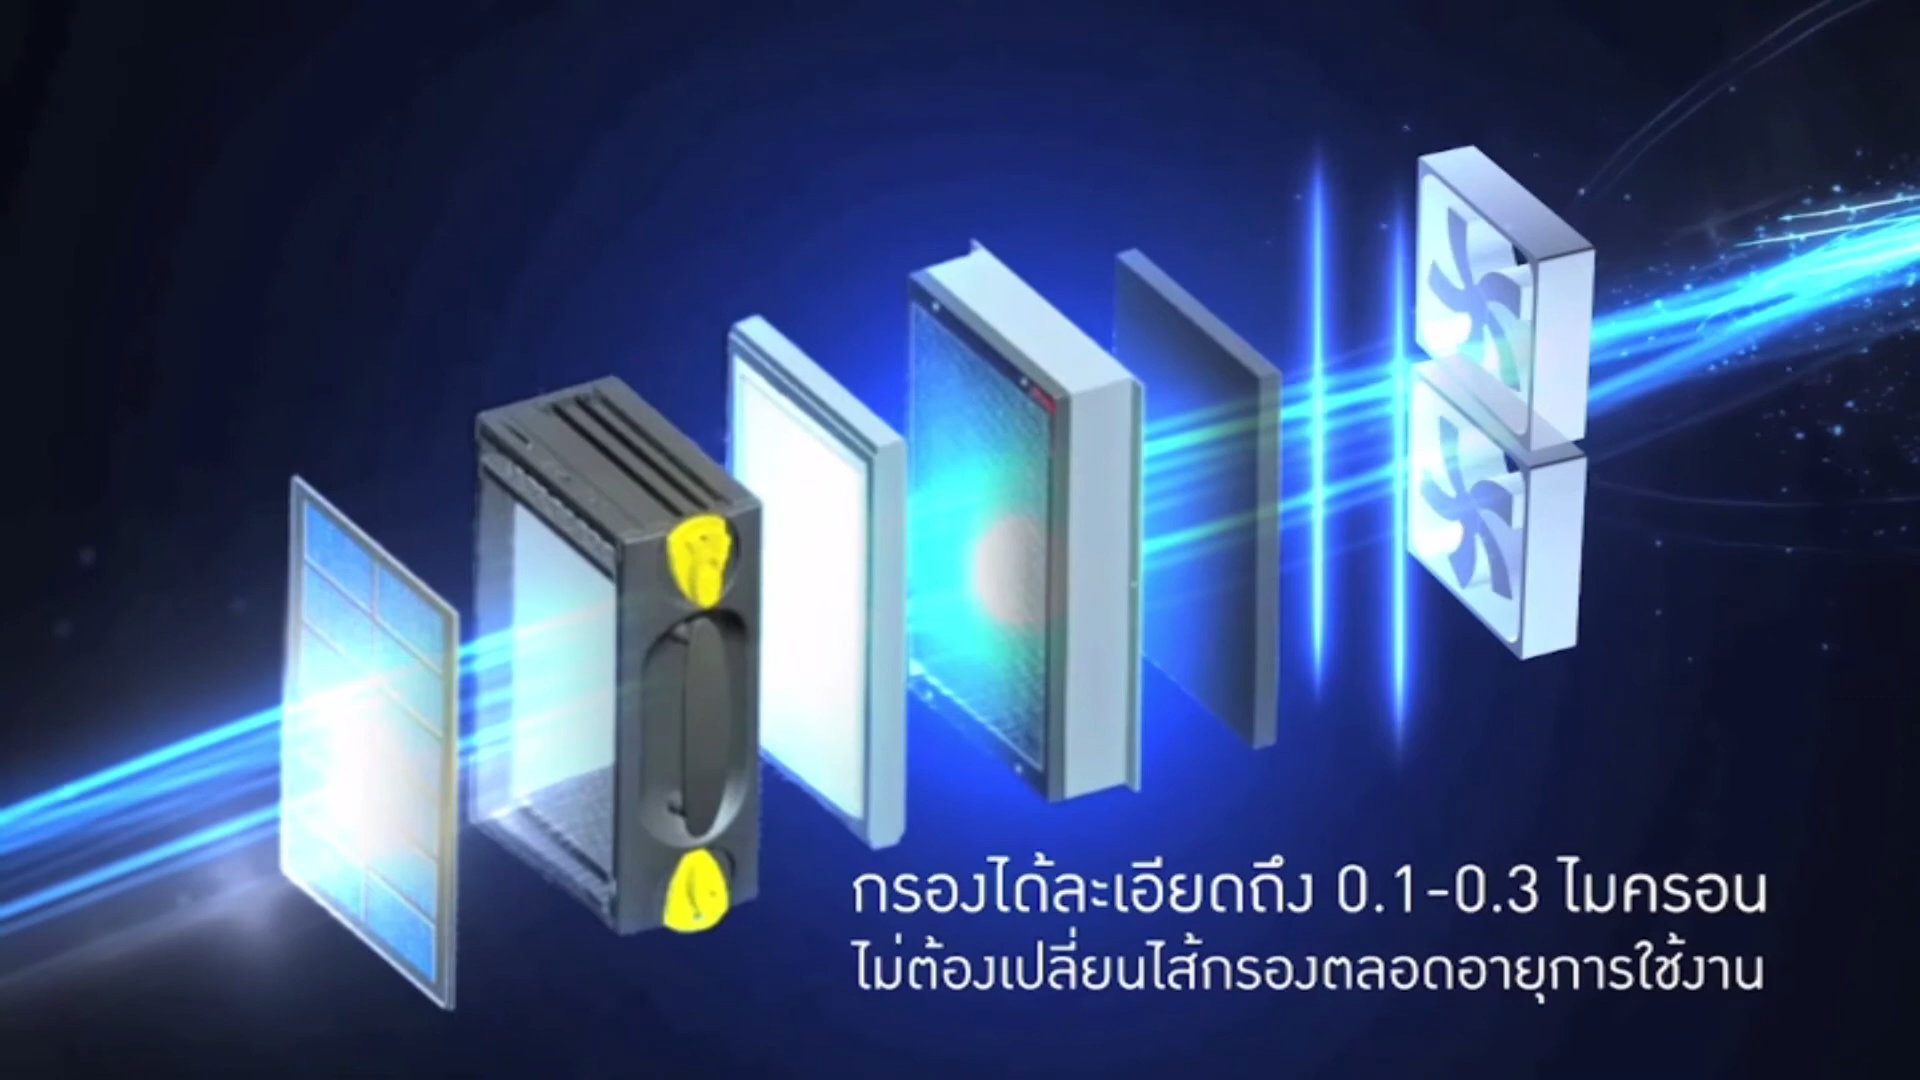 กรองได้ละเอียดถึง 0.1-0.3 ไมครอน
ไม่ต้องเปลี่ยนไส้กรองตลอดอายุการใช้งาน